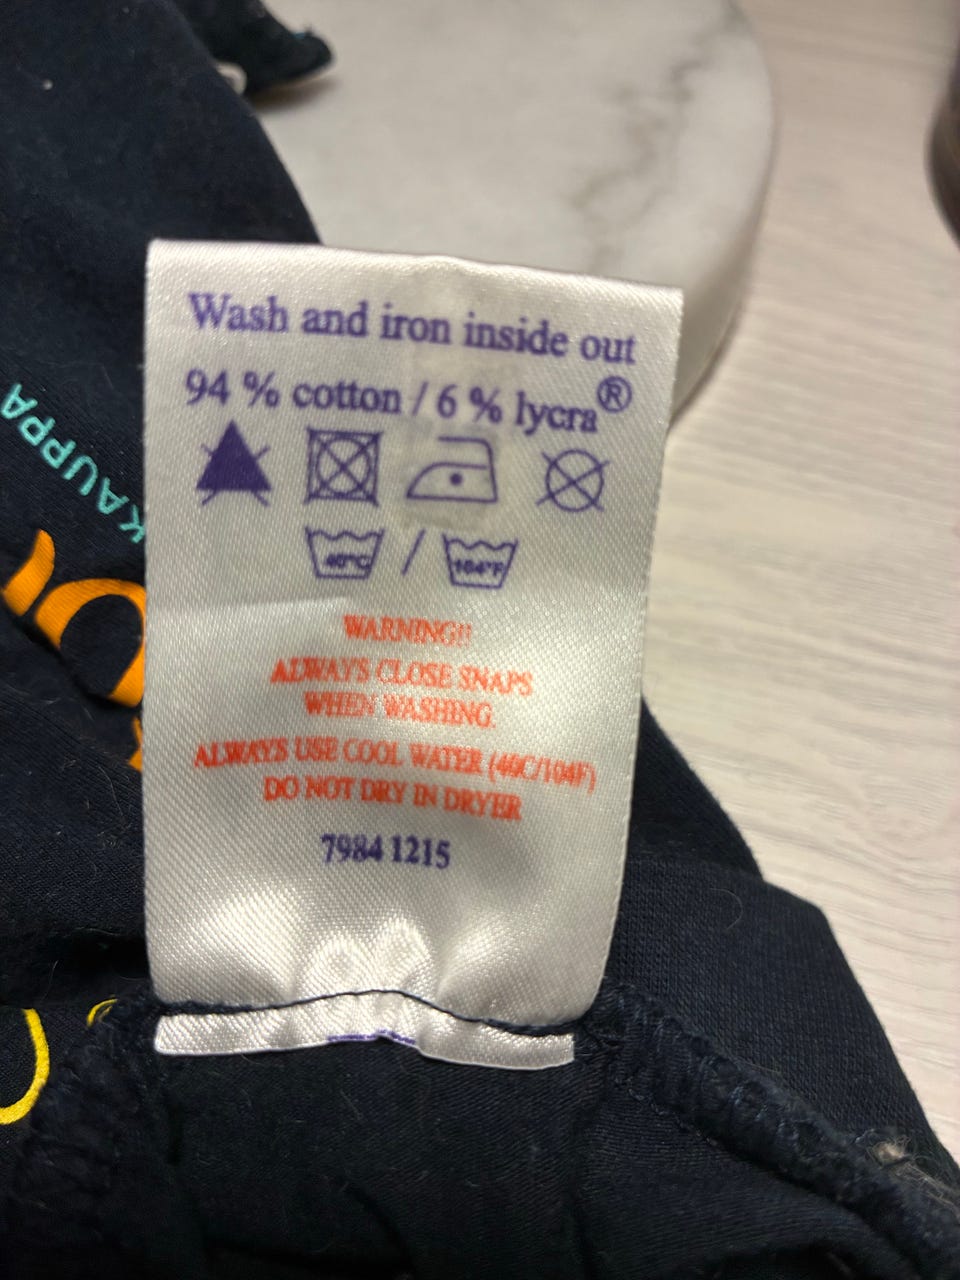 Wash and iron inside out
94 % cotton / 6 % lycra®
40°C / 104°F
WARNING!!
ALWAYS CLOSE SNAPS
WHEN WASHING.
ALWAYS USE COOL WATER (40C/104F)
DO NOT DRY IN DRYER
7984 1215
KAUPPA